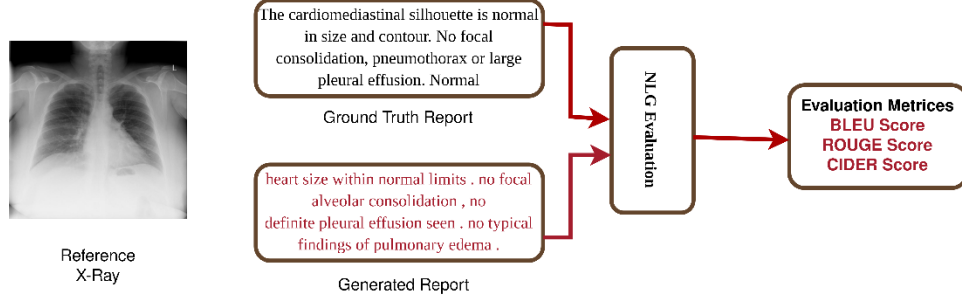 The cardiomediastinal silhouette is normal
in size and contour. No focal
consolidation, pneumothorax or large
pleural effusion. Normal
Ground Truth Report
heart size within normal limits . no focal
alveolar consolidation , no
definite pleural effusion seen . no typical
findings of pulmonary edema .
Generated Report
L
Reference
X-Ray
NLG Evaluation
Evaluation Metrices
BLEU Score
ROUGE Score
CIDER Score